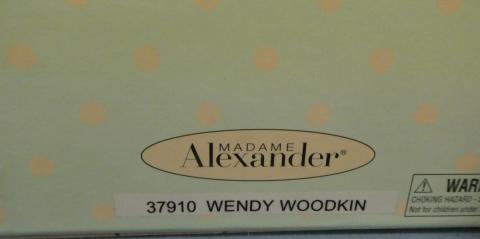 MADAME
Alexander®
37910 WENDY WOODKIN
⚠ WAR
CHOKING HAZARD - S
Not for children under